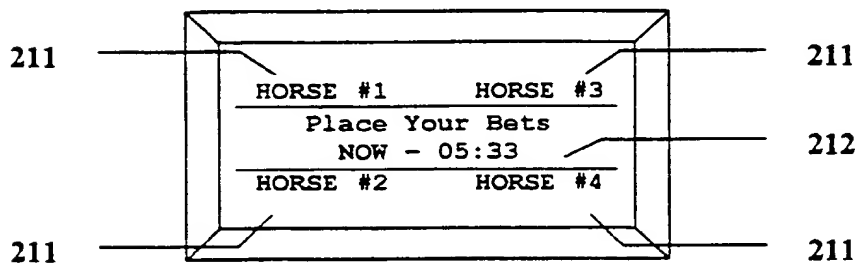 211 211
HORSE #1 HORSE #3
Place Your Bets
NOW - 05:33
212
HORSE #2 HORSE #4
211 211